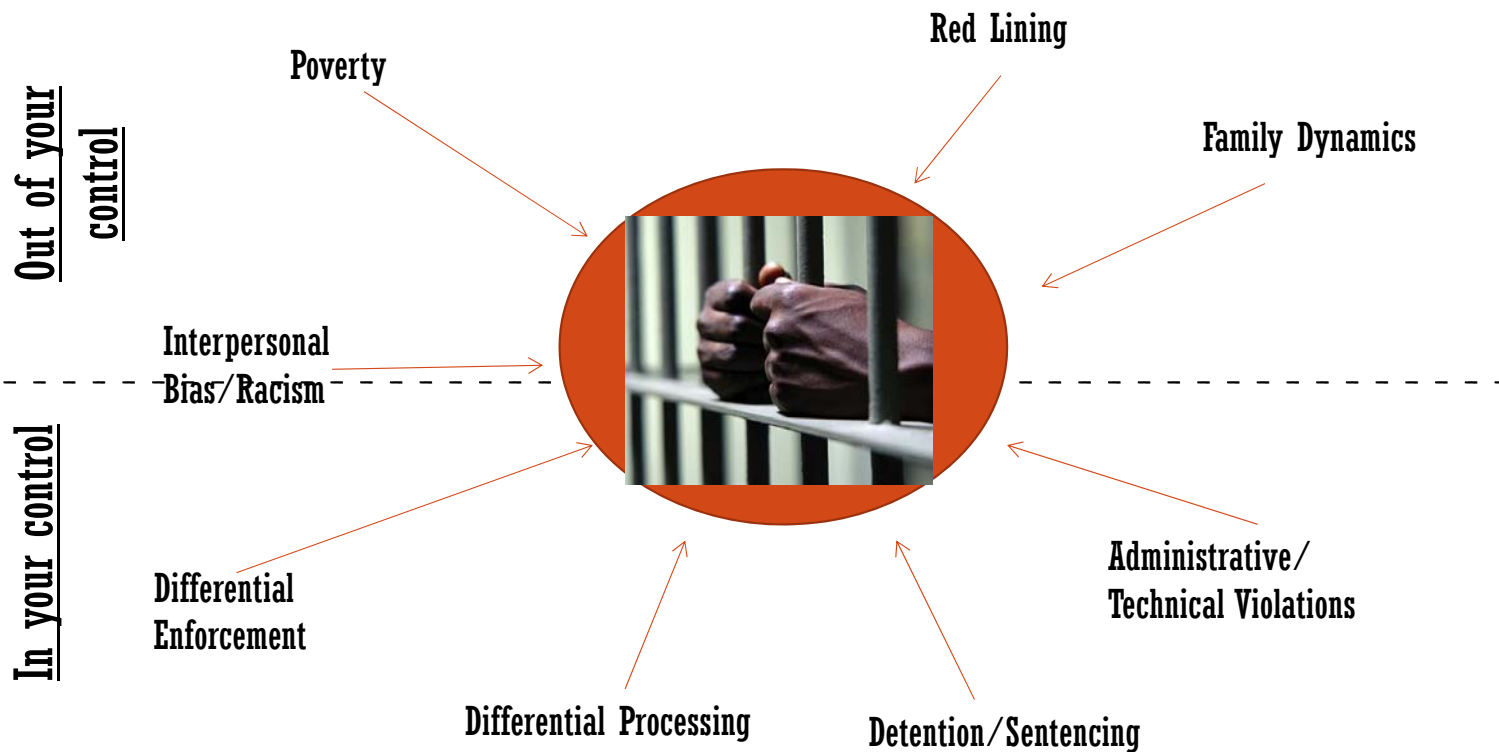 Red Lining
Poverty
Family Dynamics
Out of your
control
Interpersonal
Bias/Racism
In your control
Administrative/
Technical Violations
Differential
Enforcement
Differential Processing
Detention/Sentencing